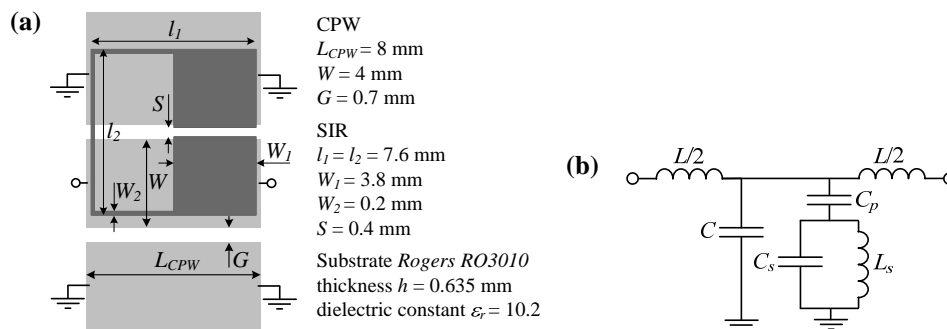 (a)
l₁
l₂
S
W
W₁
W₂
L_CPW
G
CPW
L_CPW = 8 mm
W = 4 mm
G = 0.7 mm
SIR
l₁ = l₂ = 7.6 mm
W₁ = 3.8 mm
W₂ = 0.2 mm
S = 0.4 mm
Substrate Rogers RO3010
thickness h = 0.635 mm
dielectric constant εᵣ = 10.2
(b)
L/2
L/2
C
Cₚ
Cₛ
Lₛ